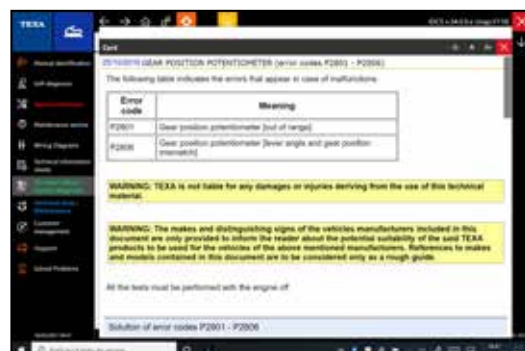 TEXA
Card
GEAR POSITION POTENTIOMETER (error codes P2801 - P2806)
The following table indicates the errors that appear in case of malfunctions
Error code
Meaning
P2801
Gear position potentiometer [out of range]
P2806
Gear position potentiometer [lever angle and gear position
mismatch]
WARNING: TEXA is not liable for any damages or injuries deriving from the use of this technical
material.
WARNING: The makes and distinguishing signs of the vehicles manufacturers included in this
document are only provided to inform the reader about the potential suitability of the said TEXA
products to be used for the vehicles of the above mentioned manufacturers. References to makes
and models contained in this document are to be considered only as a rough guide.
All the tests must be performed with the engine off
Solution of error codes P2801 - P2806
Manual identification
Self-diagnosis
Maintenance service
Wiring Diagram
Technical information
sheets
Customer
management
Support
Solved Problems